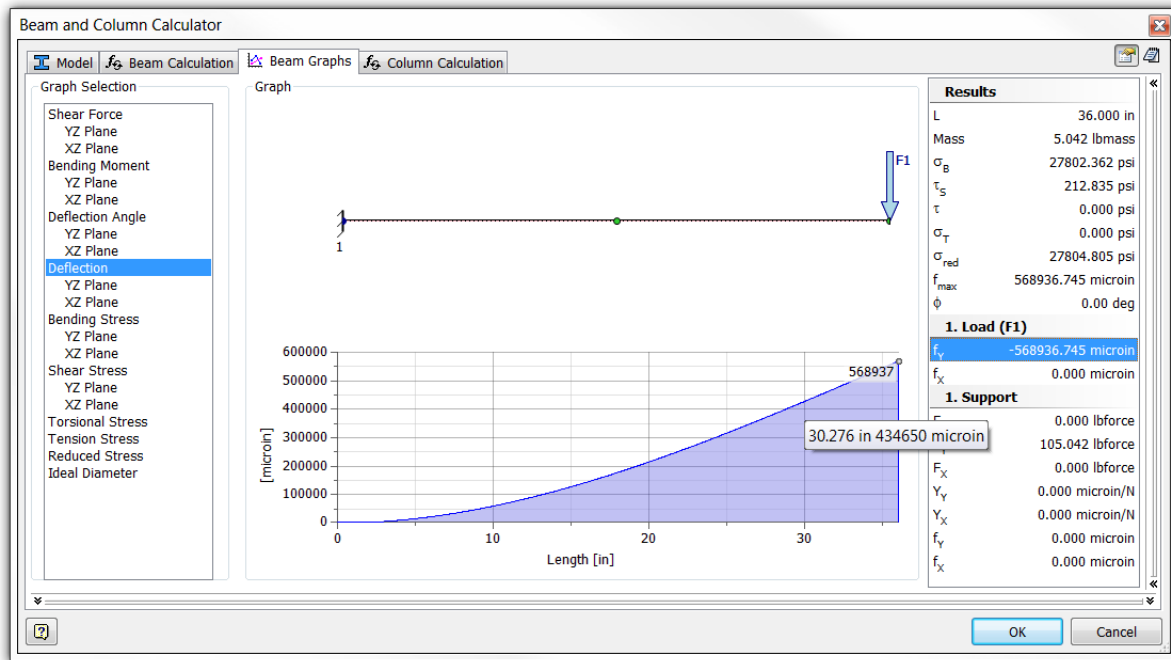 Beam and Column Calculator
Model
Beam Calculation
Beam Graphs
Column Calculation
Graph Selection
Shear Force
YZ Plane
XZ Plane
Bending Moment
YZ Plane
XZ Plane
Deflection Angle
YZ Plane
XZ Plane
Deflection
YZ Plane
XZ Plane
Bending Stress
YZ Plane
XZ Plane
Shear Stress
YZ Plane
XZ Plane
Torsional Stress
Tension Stress
Reduced Stress
Ideal Diameter
Graph
F1
1
600000
500000
400000
300000
200000
100000
0
[microin]
568937
30.276 in 434650 microin
0 10 20 30
Length [in]
Results
L 36.000 in
Mass 5.042 lbmass
σB 27802.362 psi
τS 212.835 psi
τ 0.000 psi
σT 0.000 psi
σred 27804.805 psi
fmax 568936.745 microin
ϕ 0.00 deg
1. Load (F1)
fY -568936.745 microin
fX 0.000 microin
1. Support
0.000 lbforce
105.042 lbforce
FX 0.000 lbforce
YY 0.000 microin/N
YX 0.000 microin/N
fY 0.000 microin
fX 0.000 microin
OK
Cancel